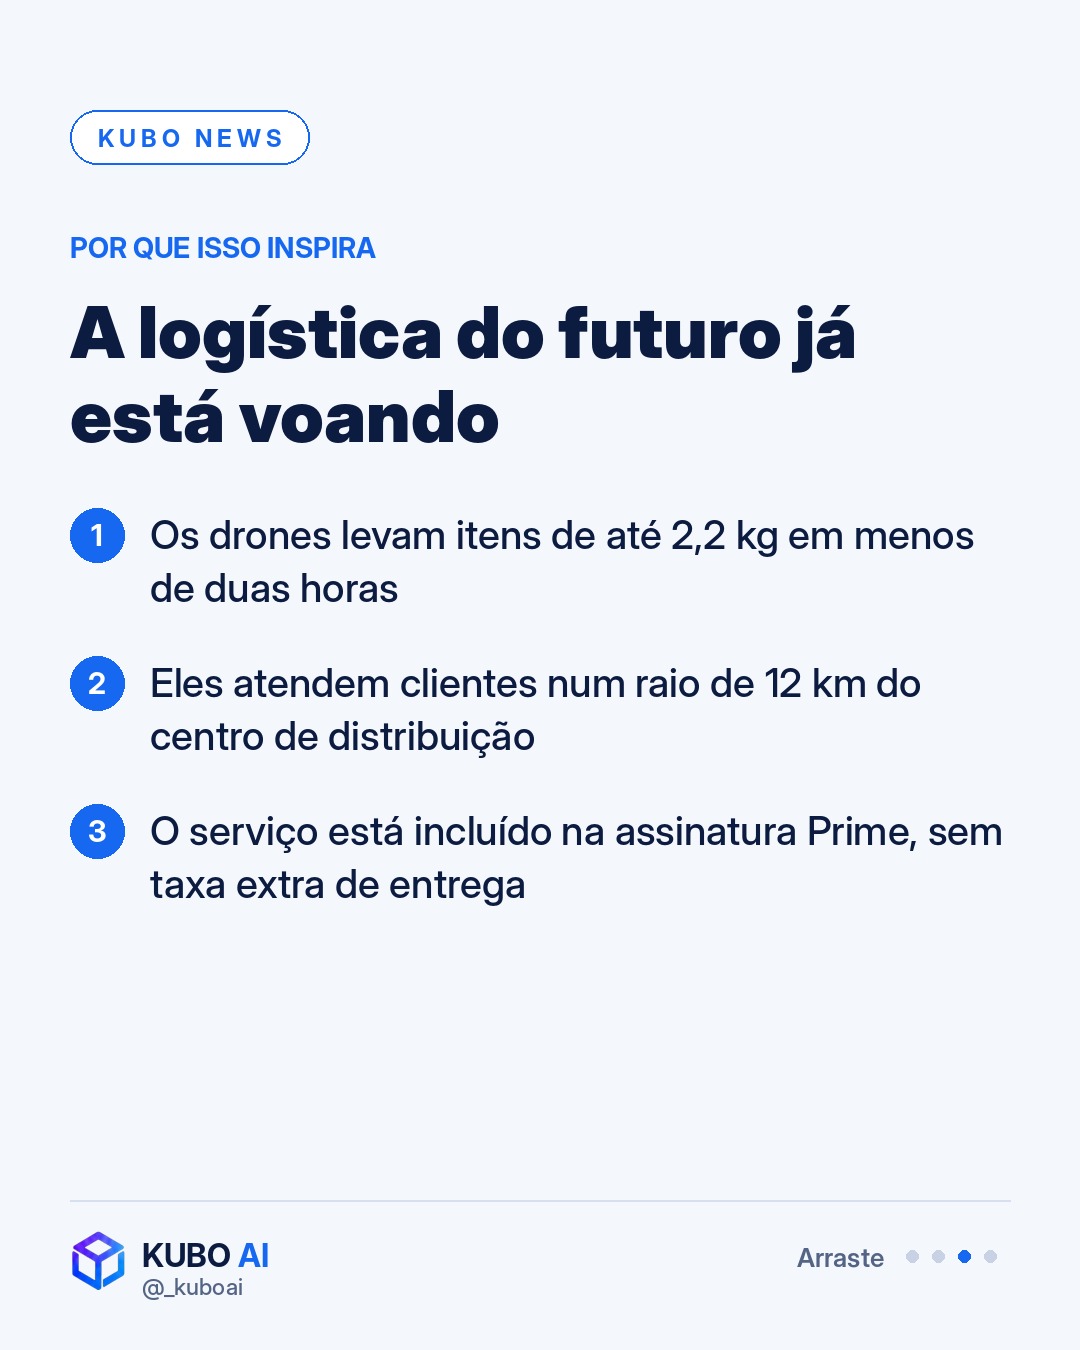 KUBO NEWS
POR QUE ISSO INSPIRA
A logística do futuro já
está voando
1 Os drones levam itens de até 2,2 kg em menos
de duas horas
2 Eles atendem clientes num raio de 12 km do
centro de distribuição
3 O serviço está incluído na assinatura Prime, sem
taxa extra de entrega
KUBO AI
@_kuboai
Arraste